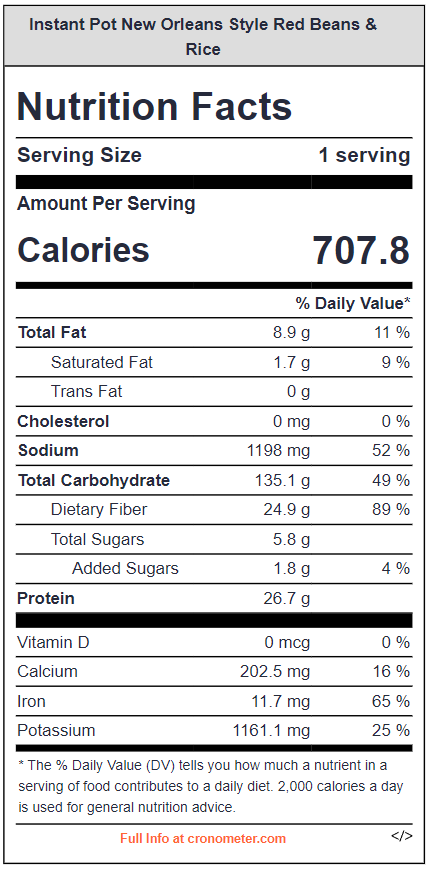 Instant Pot New Orleans Style Red Beans &
Rice
Nutrition Facts
Serving Size 1 serving
Amount Per Serving
Calories 707.8
% Daily Value*
Total Fat 8.9 g 11 %
Saturated Fat 1.7 g 9 %
Trans Fat 0 g
Cholesterol 0 mg 0 %
Sodium 1198 mg 52 %
Total Carbohydrate 135.1 g 49 %
Dietary Fiber 24.9 g 89 %
Total Sugars 5.8 g
Added Sugars 1.8 g 4 %
Protein 26.7 g
Vitamin D 0 mcg 0 %
Calcium 202.5 mg 16 %
Iron 11.7 mg 65 %
Potassium 1161.1 mg 25 %
* The % Daily Value (DV) tells you how much a nutrient in a
serving of food contributes to a daily diet. 2,000 calories a day
is used for general nutrition advice.
Full Info at cronometer.com </>